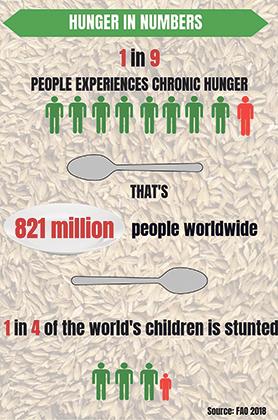 HUNGER IN NUMBERS
1 in 9
PEOPLE EXPERIENCES CHRONIC HUNGER
THAT'S
821 million people worldwide
1 in 4 of the world's children is stunted
Source: FAO 2018